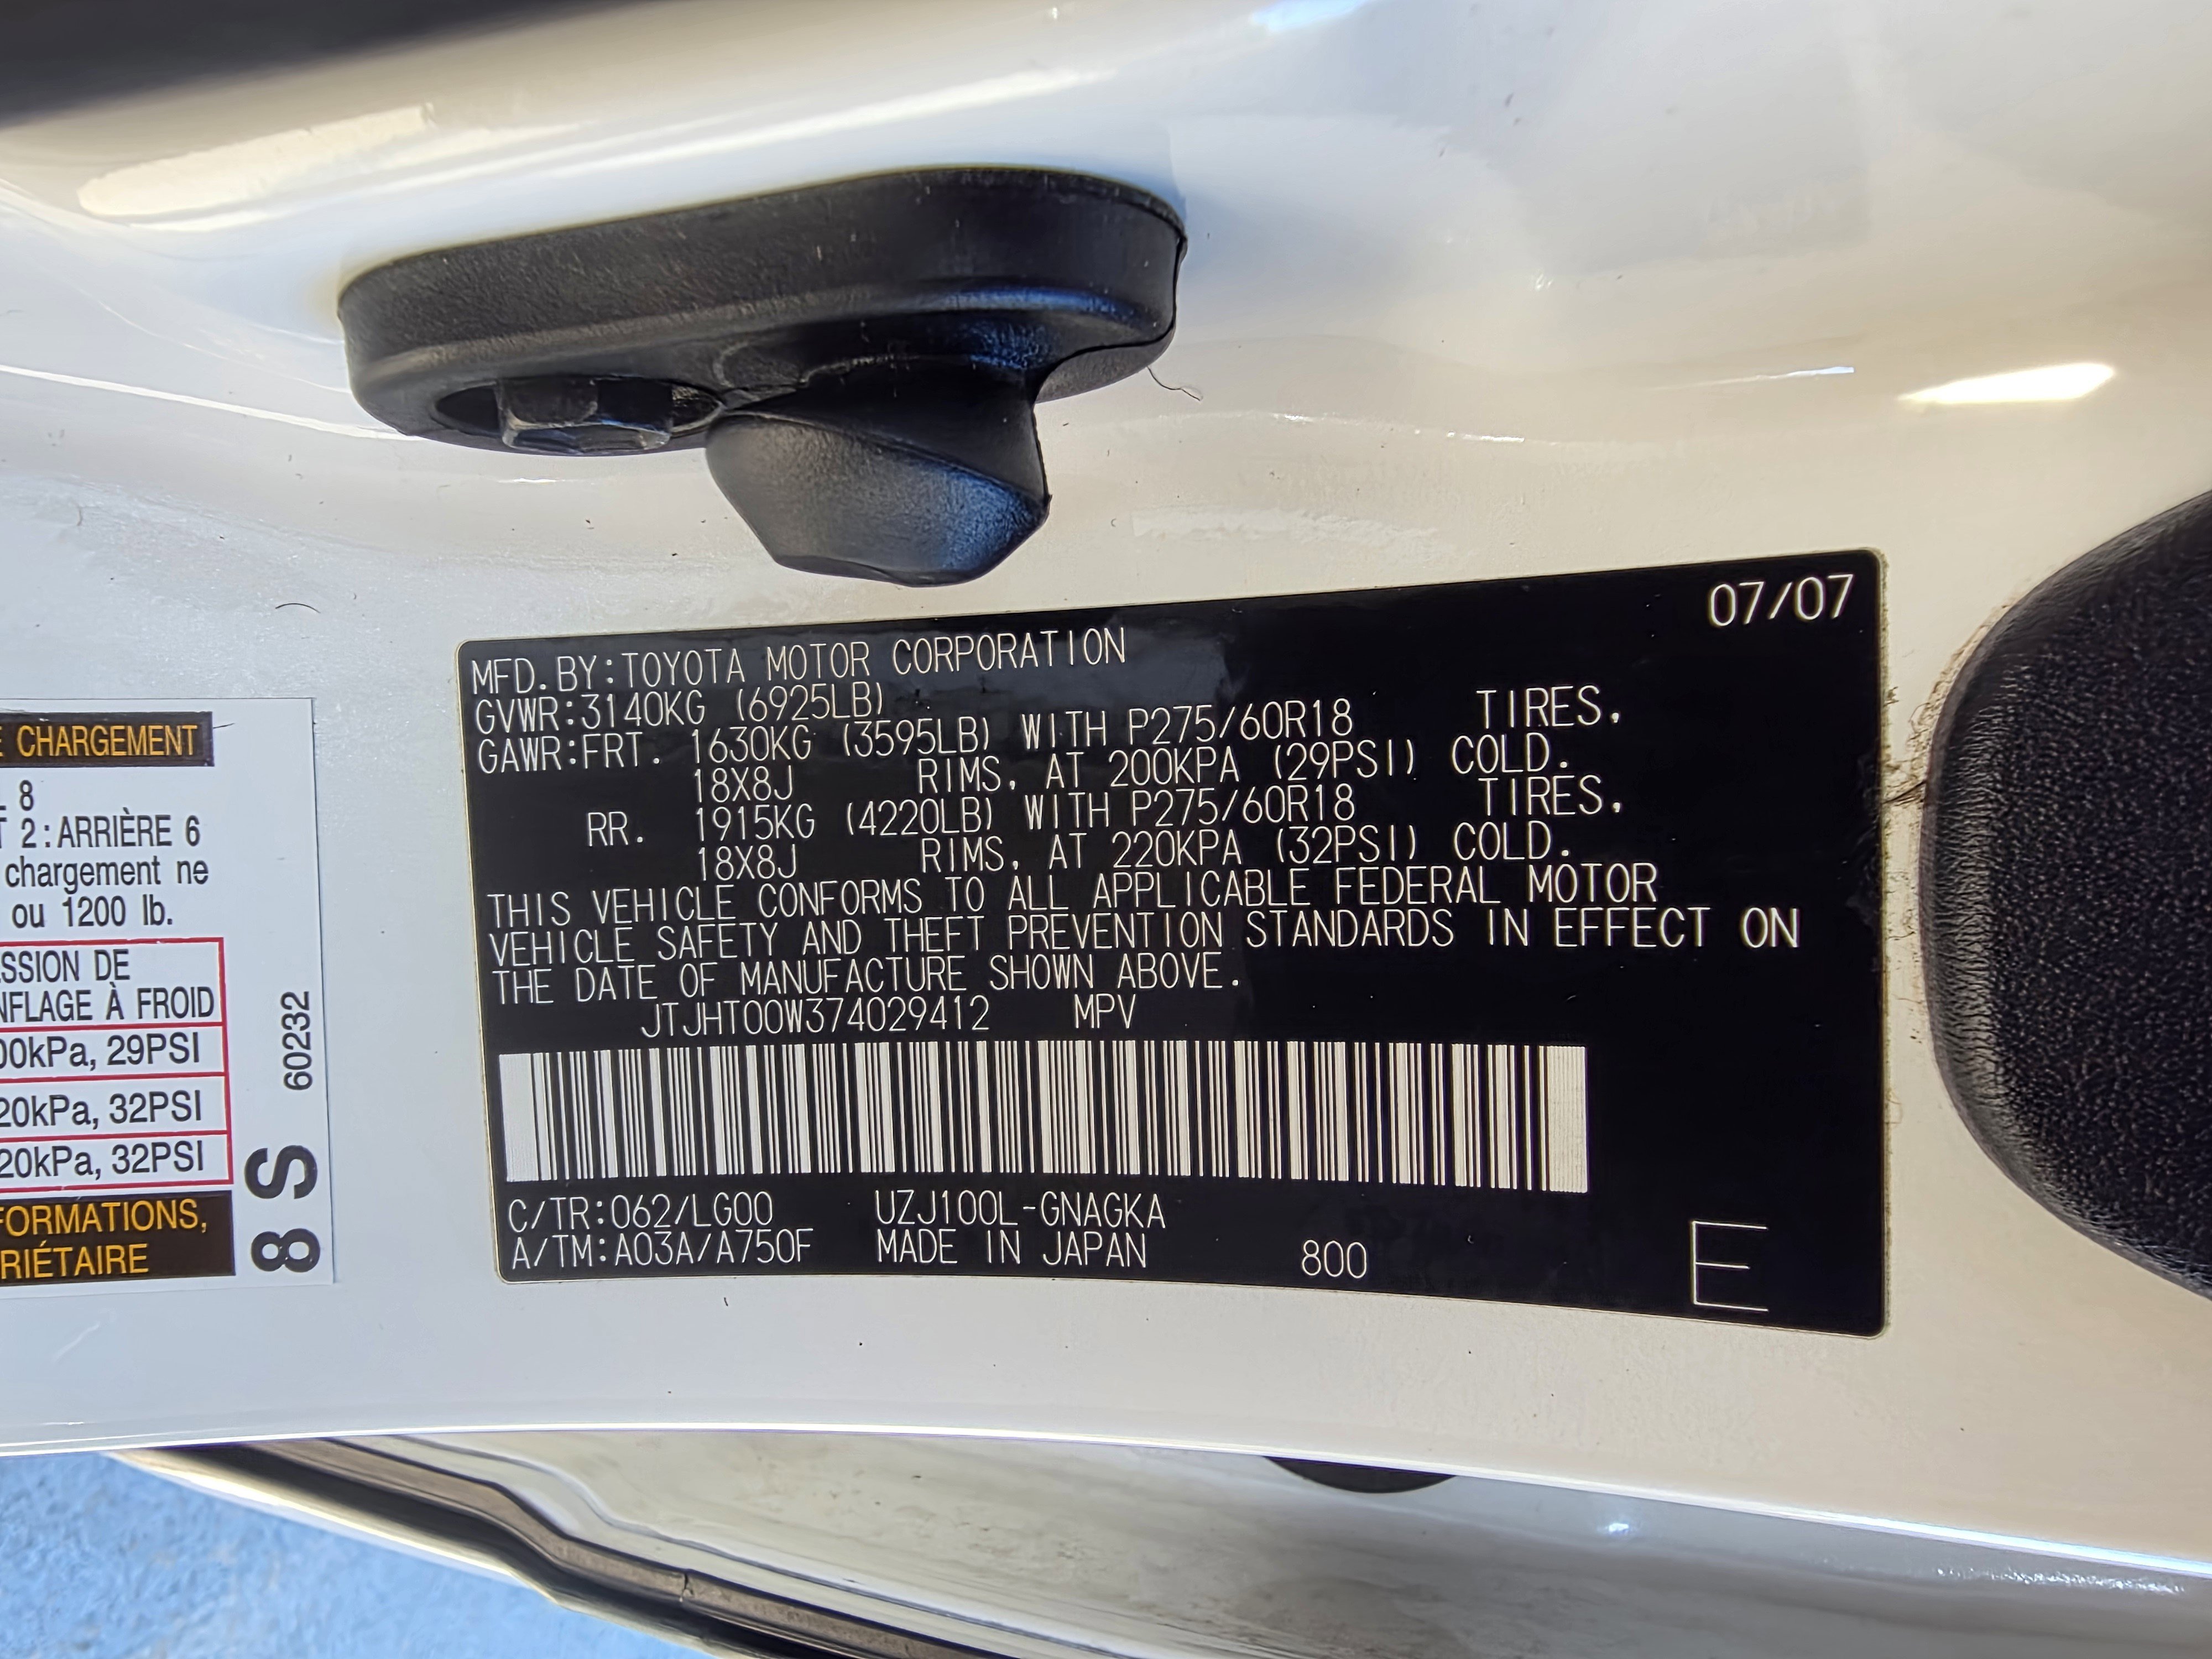 07/07
MFD.BY:TOYOTA MOTOR CORPORATION
GVWR:3140KG (6925LB)
GAWR:FRT. 1630KG (3595LB) WITH P275/60R18 TIRES,
18X8J RIMS, AT 200KPA (29PSI) COLD.
RR. 1915KG (4220LB) WITH P275/60R18 TIRES,
18X8J RIMS, AT 220KPA (32PSI) COLD.
THIS VEHICLE CONFORMS TO ALL APPLICABLE FEDERAL MOTOR
VEHICLE SAFETY AND THEFT PREVENTION STANDARDS IN EFFECT ON
THE DATE OF MANUFACTURE SHOWN ABOVE.
JTJHT00W374029412 MPV
C/TR:062/LG00 UZJ100L-GNAGKA
A/TM:A03A/A750F MADE IN JAPAN 800
E
CHARGEMENT
8
2:ARRIÈRE 6
chargement ne
ou 1200 lb.
SSION DE
NFLAGE À FROID
00kPa, 29PSI
20kPa, 32PSI
20kPa, 32PSI
FORMATIONS,
RIÉTAIRE
8 S 60232